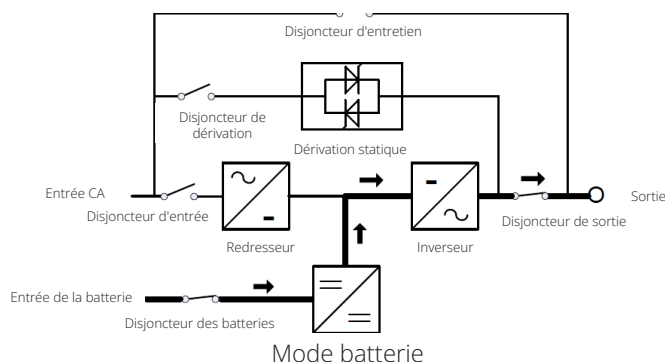 Disjoncteur d'entretien
Disjoncteur de
dérivation
Dérivation statique
Entrée CA
Disjoncteur d'entrée
Redresseur
Inverseur
Disjoncteur de sortie
Sortie
Entrée de la batterie
Disjoncteur des batteries
Mode batterie